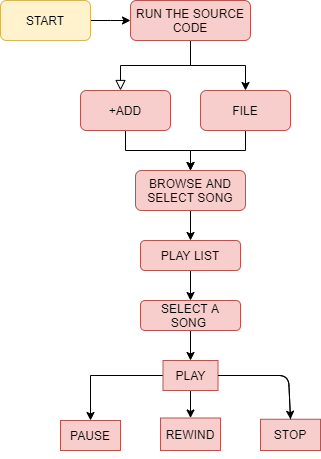 START
RUN THE SOURCE
CODE
+ADD
FILE
BROWSE AND
SELECT SONG
PLAY LIST
SELECT A
SONG
PLAY
PAUSE
REWIND
STOP